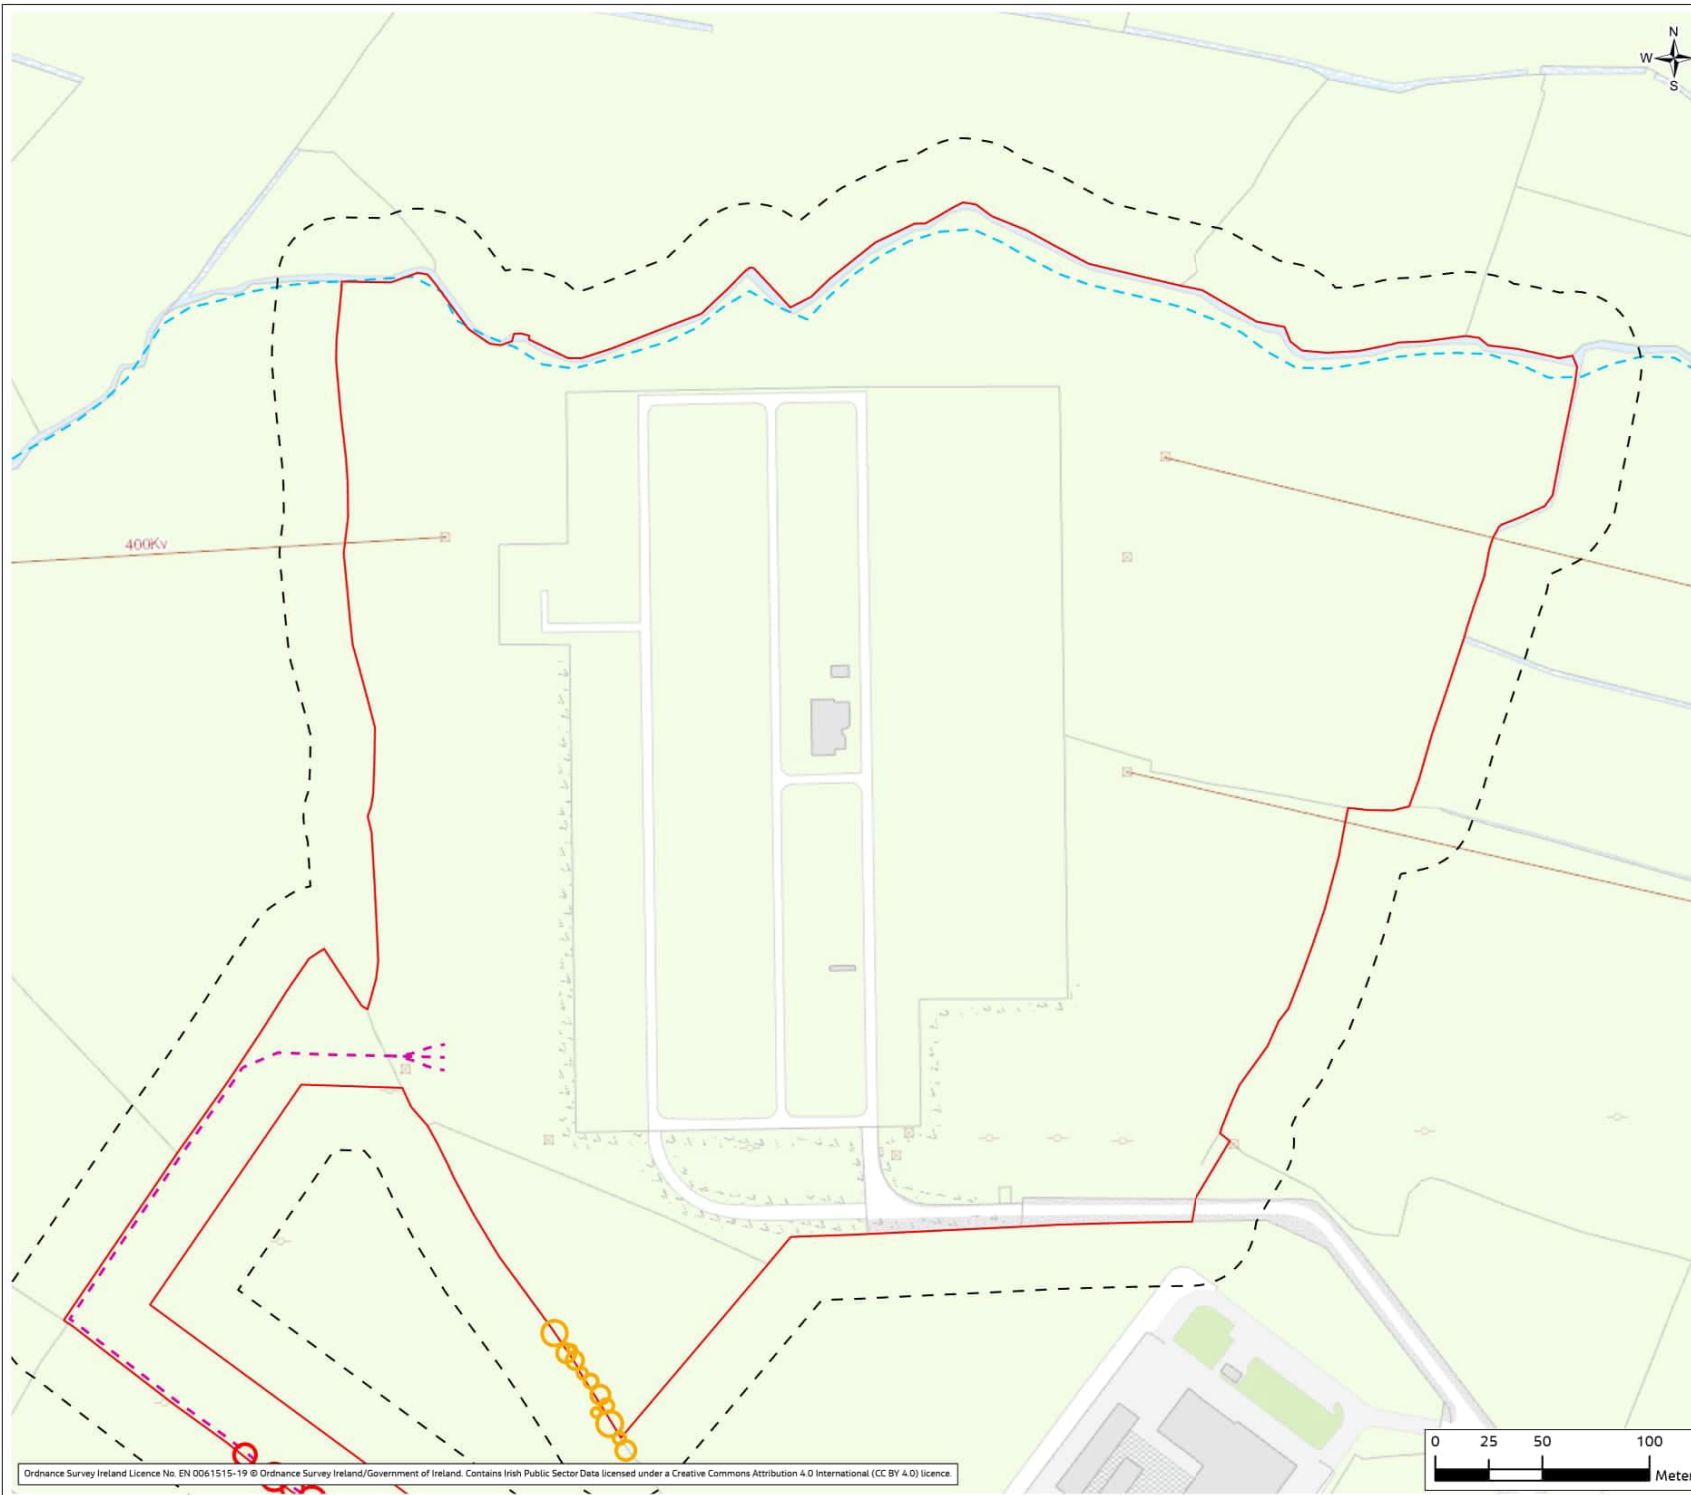 N
W
S
400Kv
0 25 50 100
Meter
Ordnance Survey Ireland Licence No. EN 0061515-19 © Ordnance Survey Ireland/Government of Ireland. Contains Irish Public Sector Data licensed under a Creative Commons Attribution 4.0 International (CC BY 4.0) licence.